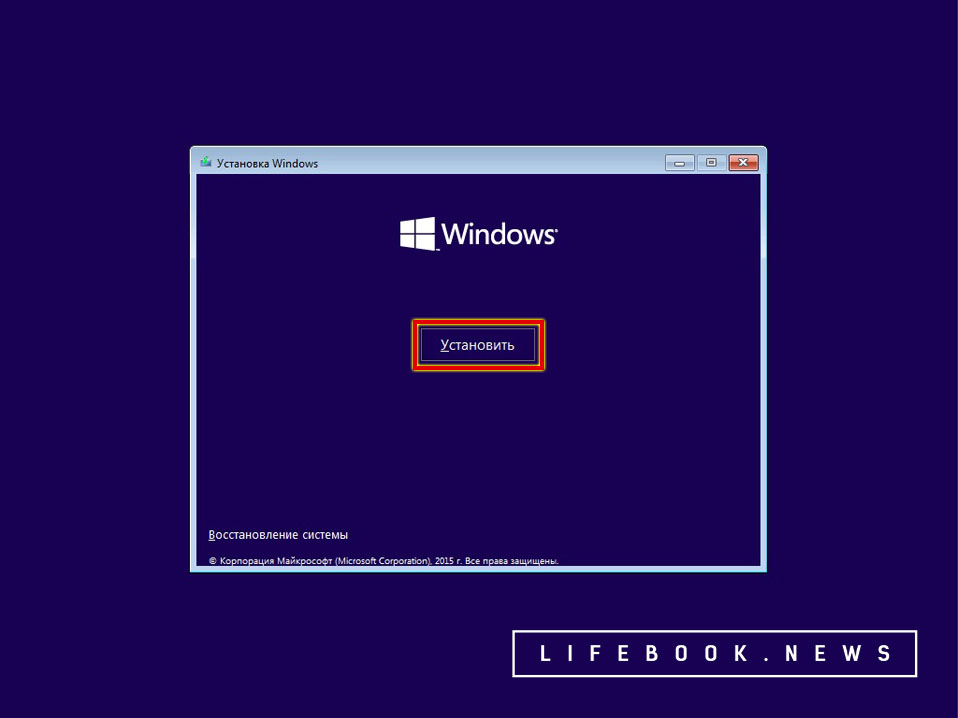 Установка Windows
Windows
Установить
Восстановление системы
© Корпорация Майкрософт (Microsoft Corporation), 2015 г. Все права защищены.
LIFEBOOK.NEWS